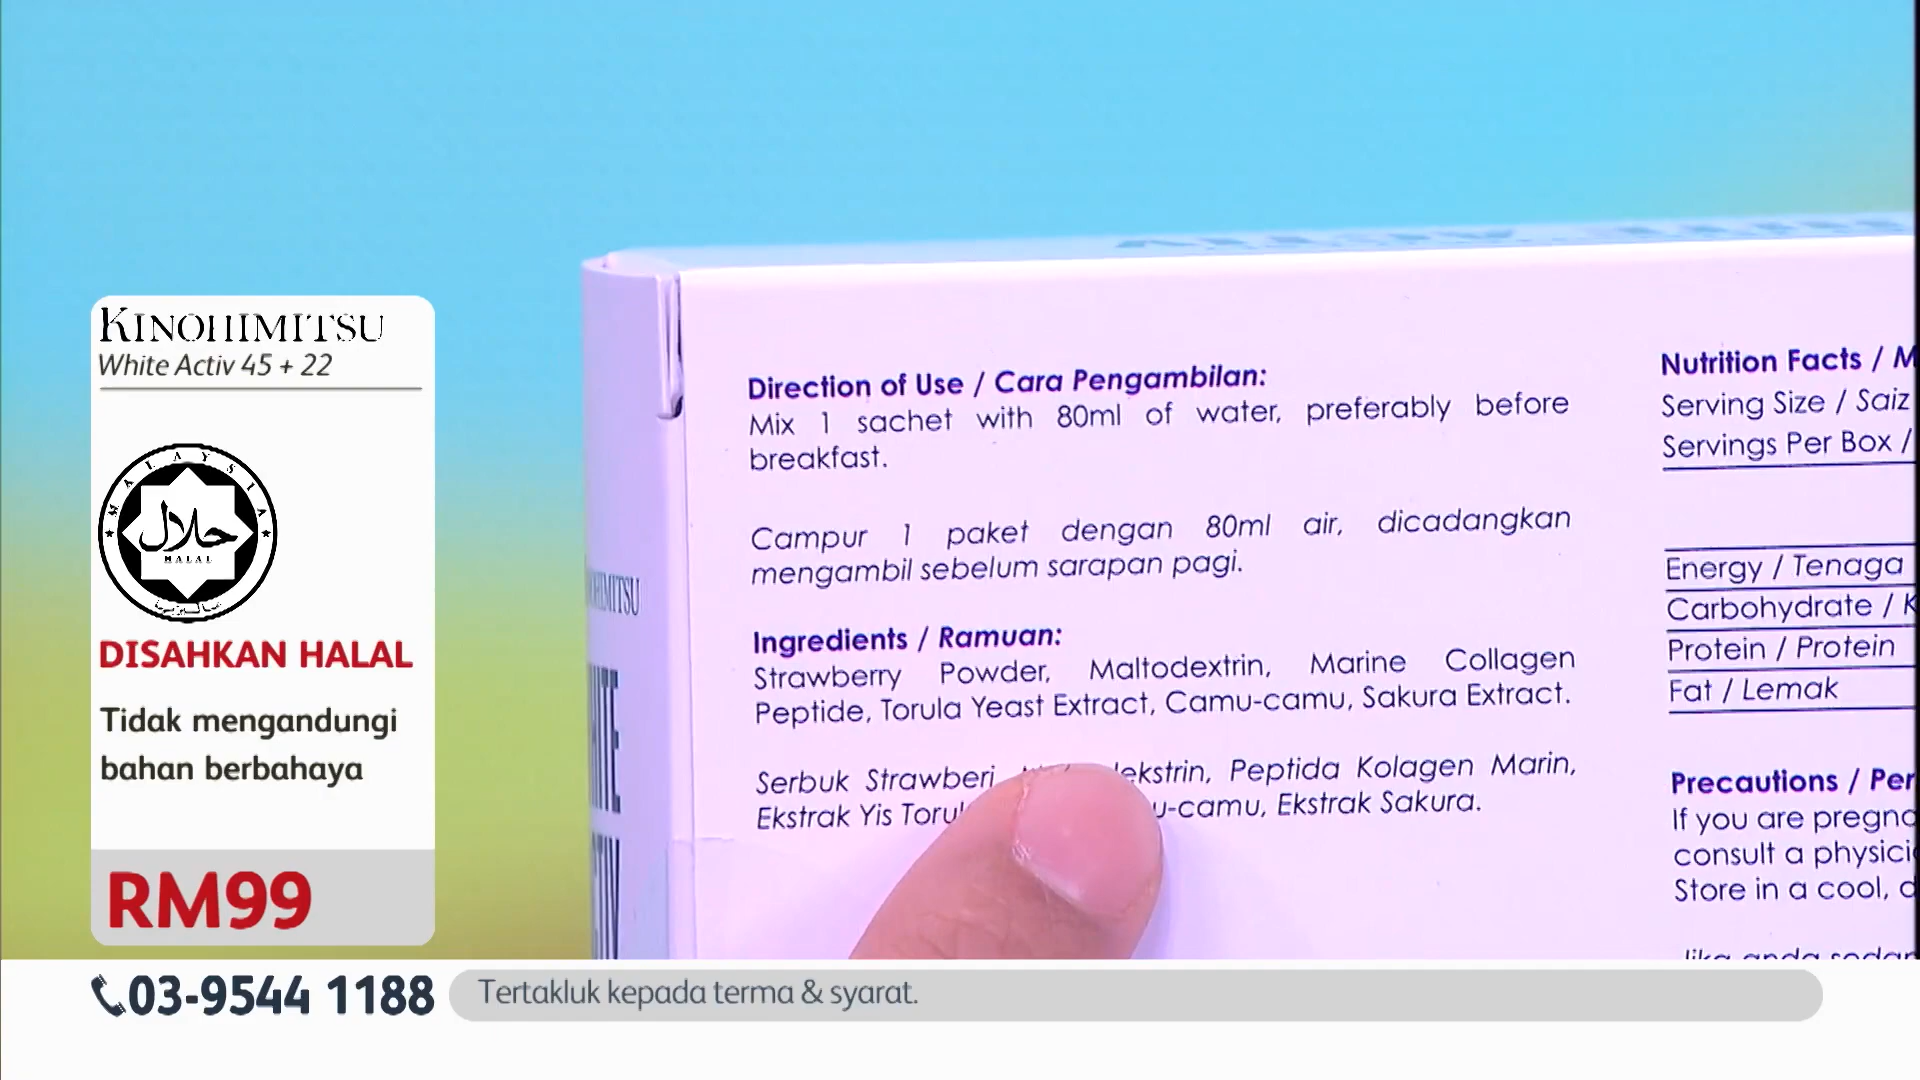 KINOHIMITSU
White Activ 45 + 22
MALAYSIA
حلال
HALAL
DISAHKAN HALAL
Tidak mengandungi
bahan berbahaya
RM99
03-9544 1188
Tertakluk kepada terma & syarat.
Direction of Use / Cara Pengambilan:
Mix 1 sachet with 80ml of water, preferably before
breakfast.
Campur 1 paket dengan 80ml air, dicadangkan
mengambil sebelum sarapan pagi.
Ingredients / Ramuan:
Strawberry Powder, Maltodextrin, Marine Collagen
Peptide, Torula Yeast Extract, Camu-camu, Sakura Extract.
Serbuk Strawberi, Peptida Kolagen Marin,
Ekstrak Yis Ekstrak Sakura.
Nutrition Facts /
Serving Size / Saiz
Servings Per Box /
Energy / Tenaga
Carbohydrate /
Protein / Protein
Fat / Lemak
Precautions /
If you are
consult a
Store in a cool,